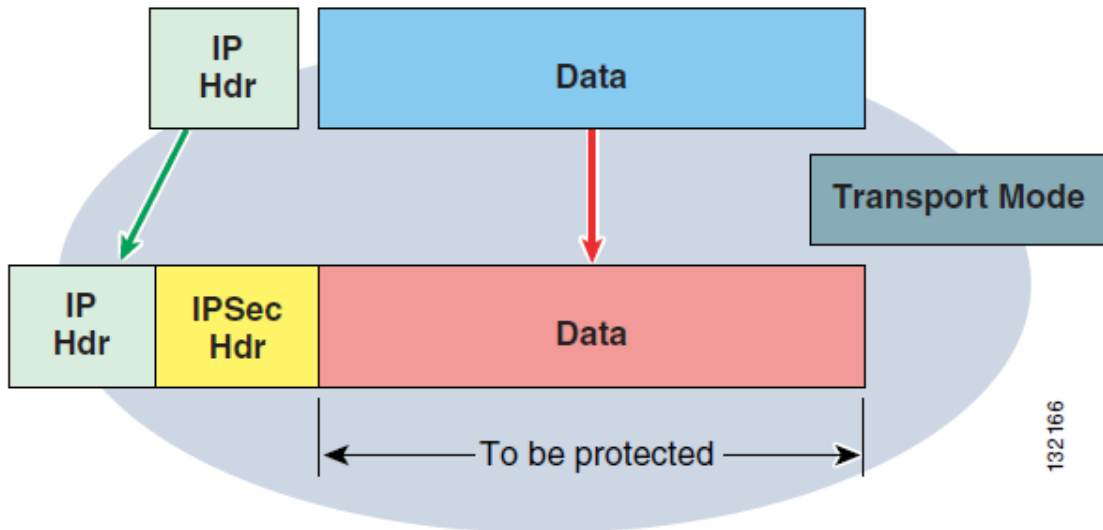 IP
Hdr
Data
Transport Mode
IP
Hdr
IPSec
Hdr
Data
To be protected
132166